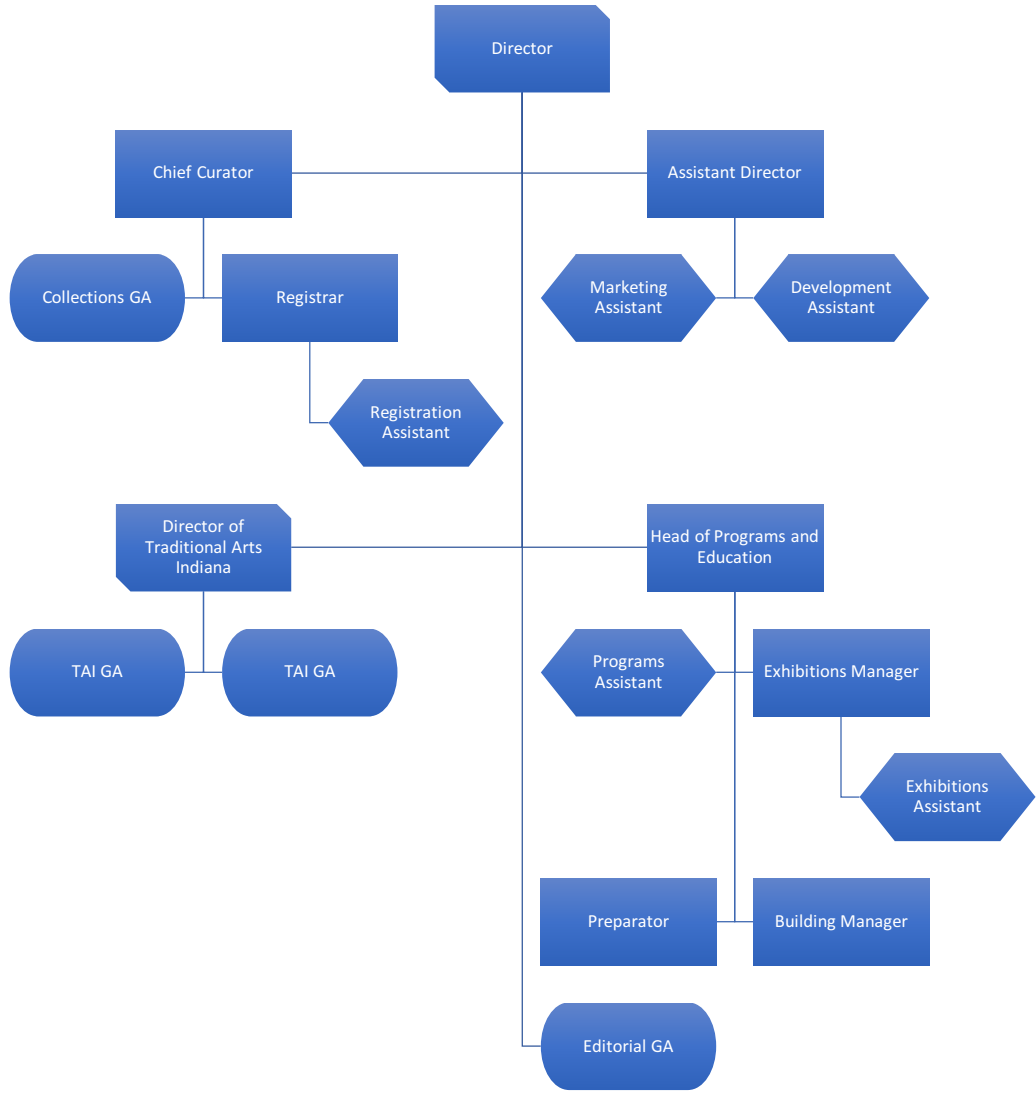 Director
Chief Curator
Assistant Director
Collections GA
Registrar
Marketing
Assistant
Development
Assistant
Registration
Assistant
Director of
Traditional Arts
Indiana
Head of Programs and
Education
TAI GA
TAI GA
Programs
Assistant
Exhibitions Manager
Exhibitions
Assistant
Preparator
Building Manager
Editorial GA